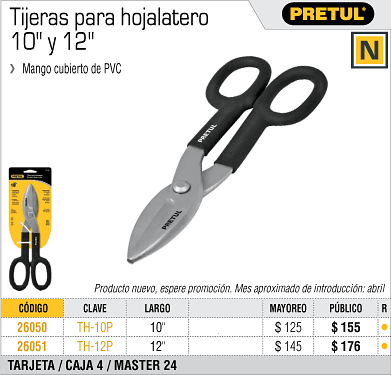 Tijeras para hojalatero
10" y 12"
PRETUL®
N
Mango cubierto de PVC
PRETUL
PRETUL
Producto nuevo, espere promoción. Mes aproximado de introducción: abril
CÓDIGO CLAVE LARGO MAYOREO PÚBLICO R
26050 TH-10P 10" $ 125 $ 155
26051 TH-12P 12" $ 145 $ 176
TARJETA / CAJA 4 / MASTER 24